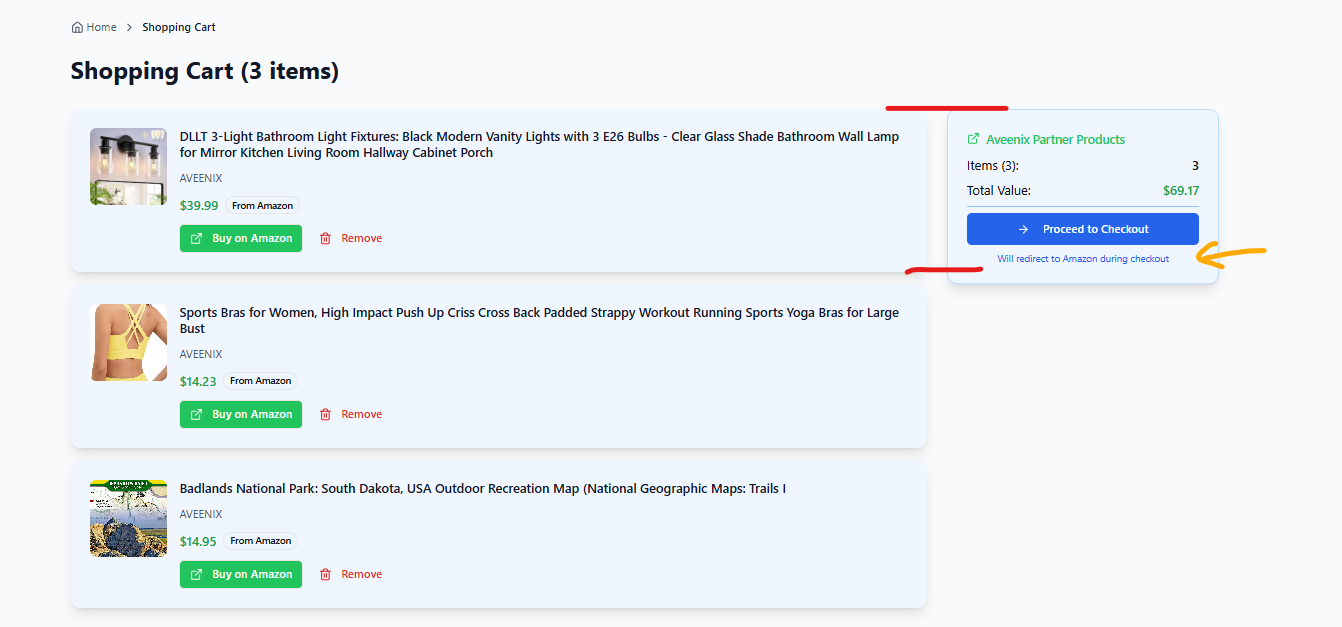 Home > Shopping Cart
Shopping Cart (3 items)
DLLT 3-Light Bathroom Light Fixtures: Black Modern Vanity Lights with 3 E26 Bulbs - Clear Glass Shade Bathroom Wall Lamp
for Mirror Kitchen Living Room Hallway Cabinet Porch
AVEENIX
$39.99 From Amazon
Buy on Amazon Remove
Sports Bras for Women, High Impact Push Up Criss Cross Back Padded Strappy Workout Running Sports Yoga Bras for Large
Bust
AVEENIX
$14.23 From Amazon
Buy on Amazon Remove
Badlands National Park: South Dakota, USA Outdoor Recreation Map (National Geographic Maps: Trails I
AVEENIX
$14.95 From Amazon
Buy on Amazon Remove
Aveenix Partner Products
Items (3): 3
Total Value: $69.17
Proceed to Checkout
Will redirect to Amazon during checkout